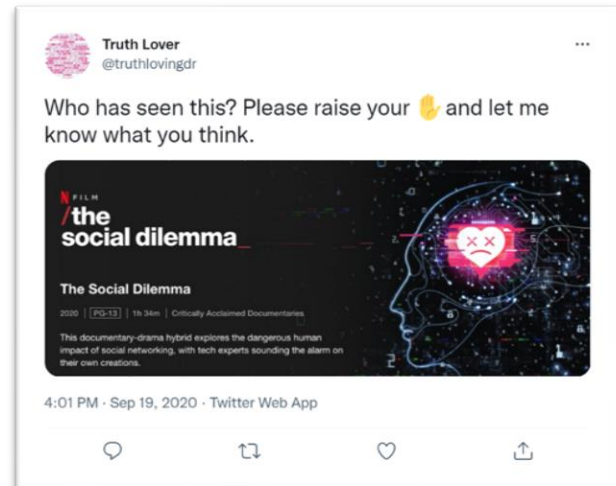 Truth Lover
@truthlovingdr
Who has seen this? Please raise your ✋ and let me
know what you think.
N FILM
/the
social dilemma_
The Social Dilemma
2020 | PG-13 | 1h 34m | Critically Acclaimed Documentaries
This documentary-drama hybrid explores the dangerous human
impact of social networking, with tech experts sounding the alarm on
their own creations.
4:01 PM · Sep 19, 2020 · Twitter Web App